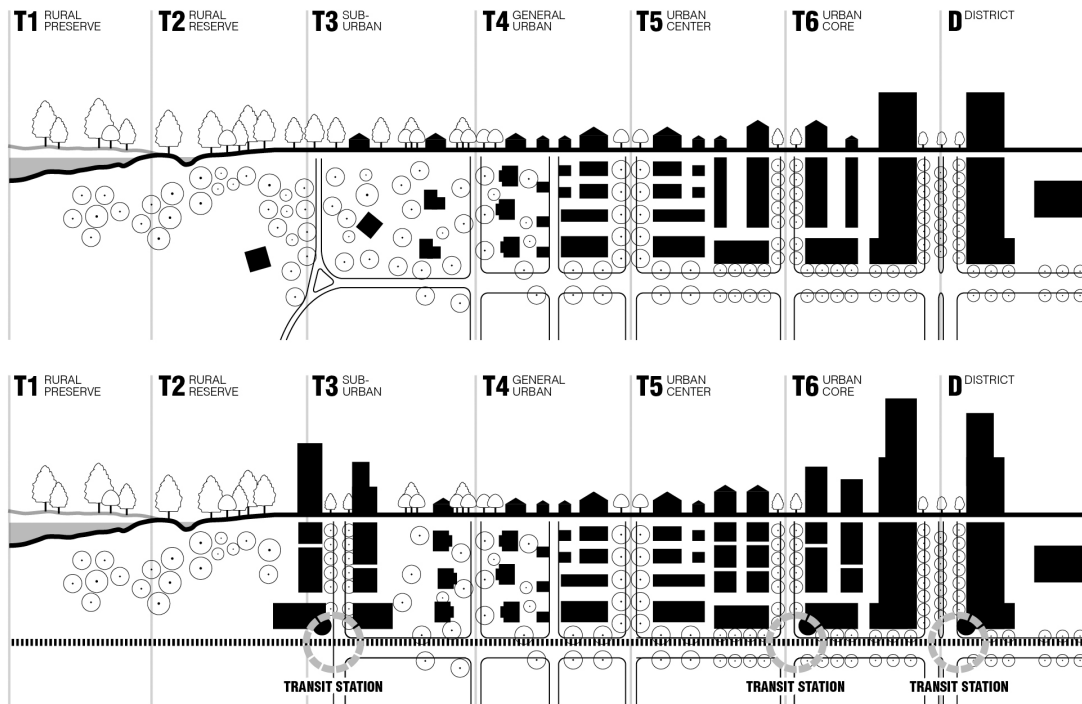 T1 RURAL
PRESERVE
T2 RURAL
RESERVE
T3 SUB-
URBAN
T4 GENERAL
URBAN
T5 URBAN
CENTER
T6 URBAN
CORE
D DISTRICT
T1 RURAL
PRESERVE
T2 RURAL
RESERVE
T3 SUB-
URBAN
T4 GENERAL
URBAN
T5 URBAN
CENTER
T6 URBAN
CORE
D DISTRICT
TRANSIT STATION
TRANSIT STATION
TRANSIT STATION